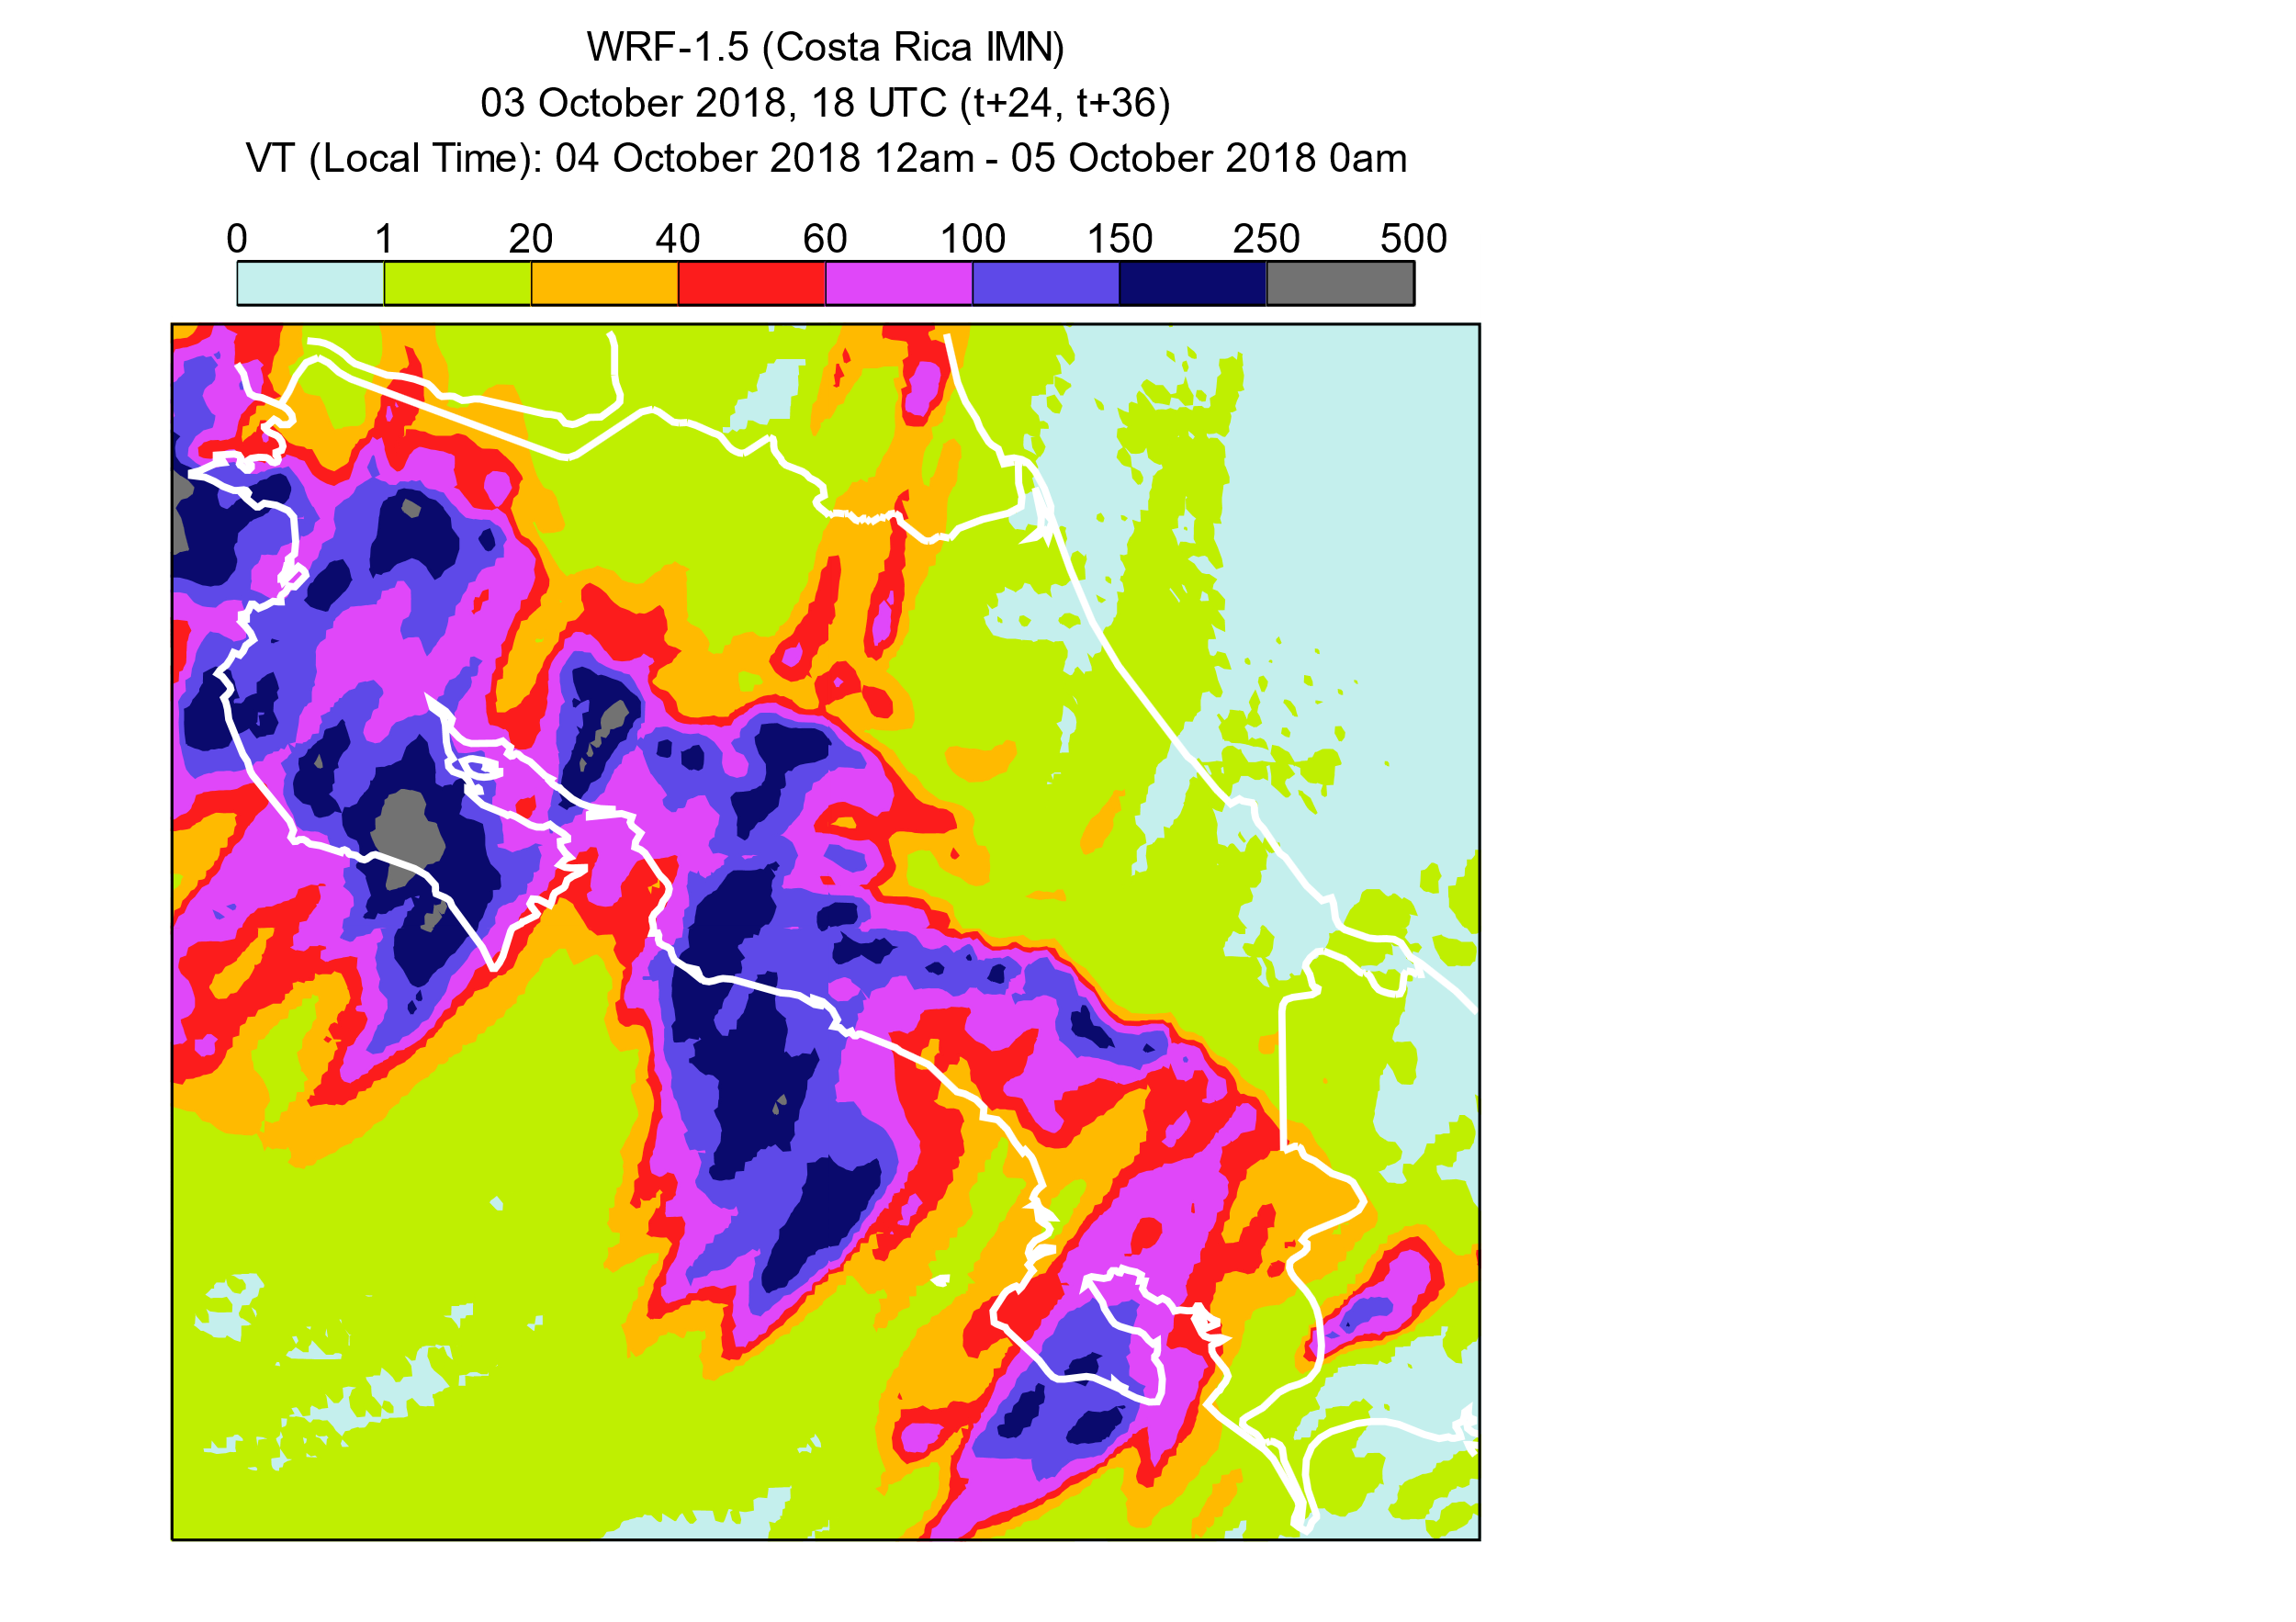 WRF-1.5 (Costa Rica IMN)
03 October 2018, 18 UTC (t+24, t+36)
VT (Local Time): 04 October 2018 12am - 05 October 2018 0am
0 1 20 40 60 100 150 250 500